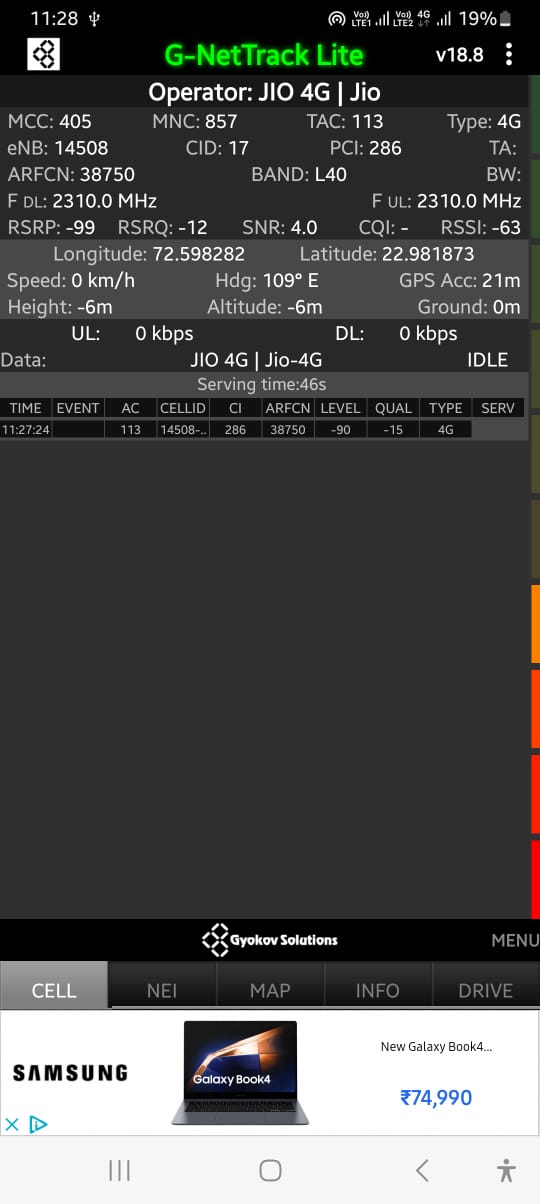 11:28 Vo) LTE1 Vo) LTE2 4G 19%
G-NetTrack Lite v18.8
Operator: JIO 4G | Jio
MCC: 405 MNC: 857 TAC: 113 Type: 4G
eNB: 14508 CID: 17 PCI: 286 TA:
ARFCN: 38750 BAND: L40 BW:
F DL: 2310.0 MHz F UL: 2310.0 MHz
RSRP: -99 RSRQ: -12 SNR: 4.0 CQI: - RSSI: -63
Longitude: 72.598282 Latitude: 22.981873
Speed: 0 km/h Hdg: 109° E GPS Acc: 21m
Height: -6m Altitude: -6m Ground: 0m
UL: 0 kbps DL: 0 kbps
Data: JIO 4G | Jio-4G IDLE
Serving time:46s
TIME EVENT AC CELLID CI ARFCN LEVEL QUAL TYPE SERV
11:27:24 113 14508-.. 286 38750 -90 -15 4G
Gyokov Solutions MENU
CELL NEI MAP INFO DRIVE
SAMSUNG Galaxy Book4 New Galaxy Book4...
₹74,990